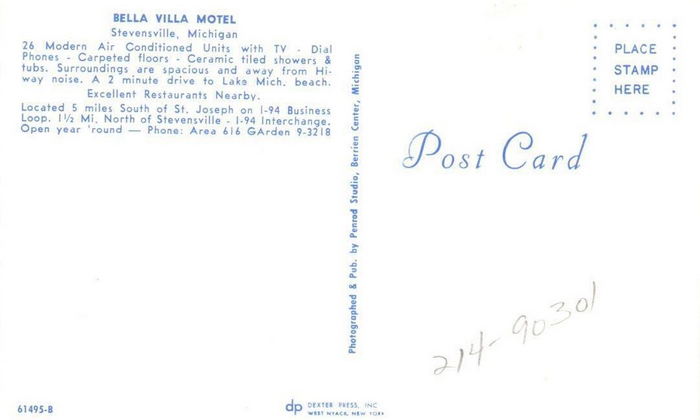 BELLA VILLA MOTEL
Stevensville, Michigan
26 Modern Air Conditioned Units with TV - Dial
Phones - Carpeted floors - Ceramic tiled showers &
tubs. Surroundings are spacious and away from Hi-
way noise. A 2 minute drive to Lake Mich. beach.
Excellent Restaurants Nearby.
Located 5 miles South of St. Joseph on I-94 Business
Loop. 1½ Mi. North of Stevensville - I-94 Interchange.
Open year 'round — Phone: Area 616 GArden 9-3218
61495-B
Photographed & Pub. by Penrod Studio, Berrien Center, Michigan
dp DEXTER PRESS, INC
WEST NYACK, NEW YORK
PLACE
STAMP
HERE
Post Card
214-90301